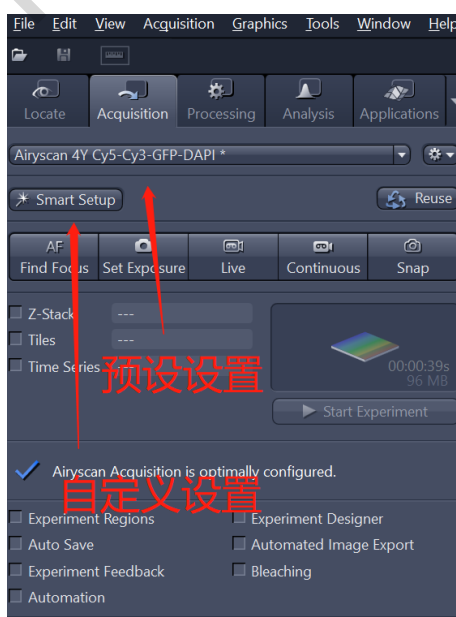 File Edit View Acquisition Graphics Tools Window Help
Locate Acquisition Processing Analysis Applications
Airyscan 4Y Cy5-Cy3-GFP-DAPI *
Smart Setup Reuse
AF
Find Focus Set Exposure Live Continuous Snap
Z-Stack ---
Tiles ---
Time Series ---
00:00:39s
96 MB
预设设置
Start Experiment
Airyscan Acquisition is optimally configured.
自定义设置
Experiment Regions Experiment Designer
Auto Save Automated Image Export
Experiment Feedback Bleaching
Automation